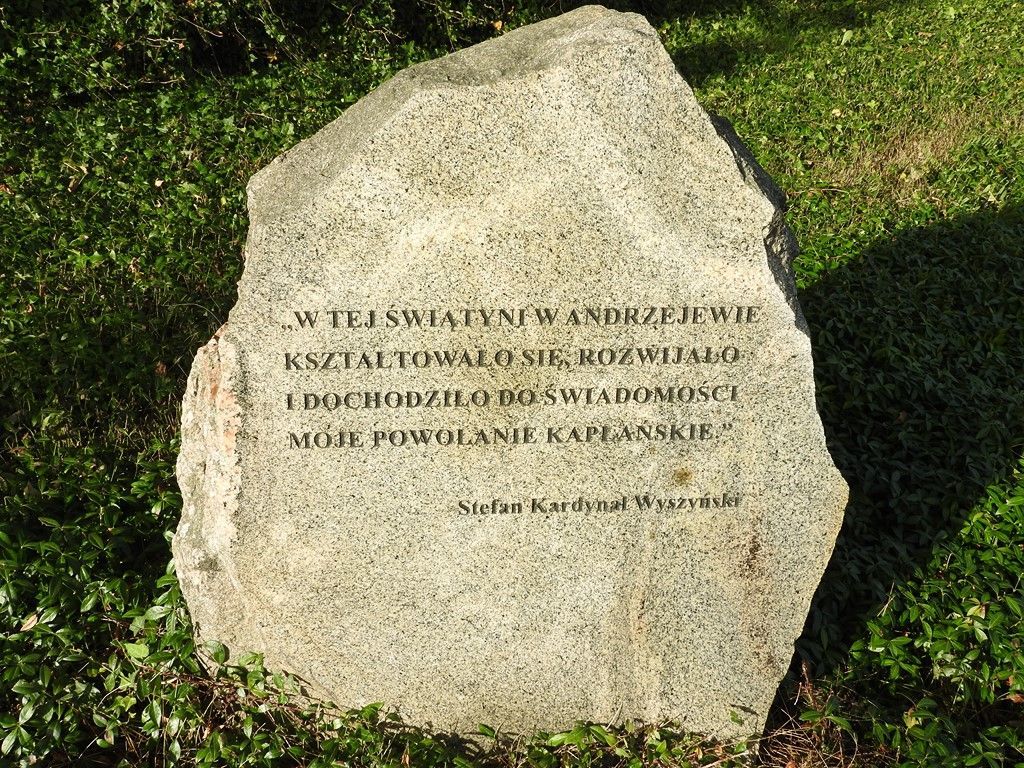 „W TEJ ŚWIĄTYNI W ANDRZEJEWIE
KSZTAŁTOWAŁO SIĘ, ROZWIJAŁO
I DOCHODZIŁO DO ŚWIADOMOŚCI
MOJE POWOŁANIE KAPŁAŃSKIE.”
Stefan Kardynał Wyszyński